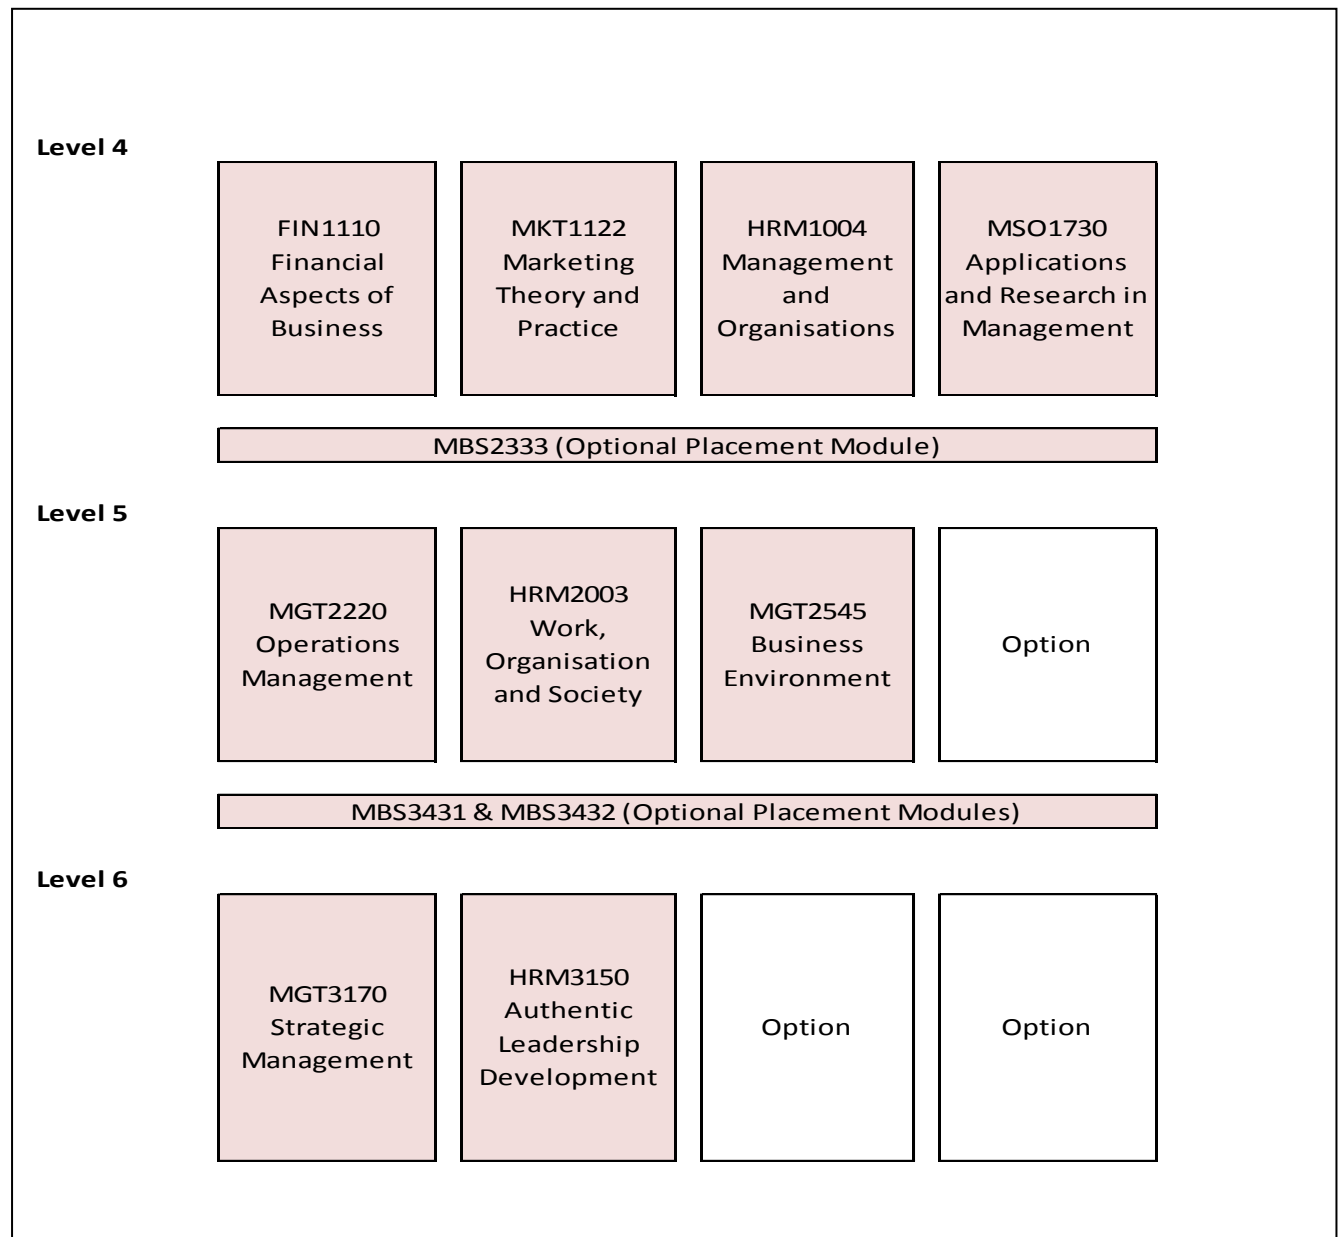 Level 4
FIN1110
Financial
Aspects of
Business
MKT1122
Marketing
Theory and
Practice
HRM1004
Management
and
Organisations
MSO1730
Applications
and Research in
Management
MBS2333 (Optional Placement Module)
Level 5
MGT2220
Operations
Management
HRM2003
Work,
Organisation
and Society
MGT2545
Business
Environment
Option
MBS3431 & MBS3432 (Optional Placement Modules)
Level 6
MGT3170
Strategic
Management
HRM3150
Authentic
Leadership
Development
Option
Option